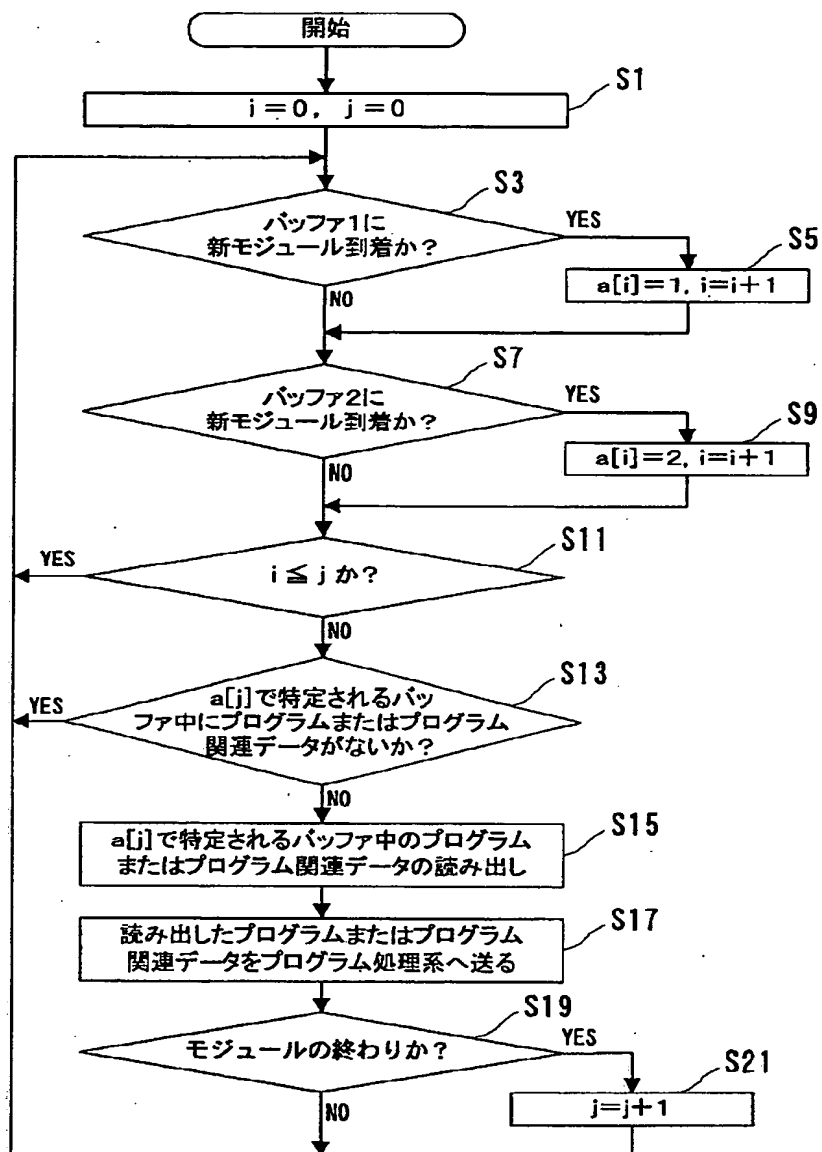 開始
S1
i=0, j=0
S3
バッファ1に
新モジュール到着か？
YES
S5
a[i]=1, i=i+1
NO
S7
バッファ2に
新モジュール到着か？
YES
S9
a[i]=2, i=i+1
NO
S11
YES
i≦jか？
NO
S13
YES
a[j]で特定されるバッ
ファ中にプログラムまたはプログラム
関連データがないか？
NO
S15
a[j]で特定されるバッファ中のプログラム
またはプログラム関連データの読み出し
S17
読み出したプログラムまたはプログラム
関連データをプログラム処理系へ送る
S19
モジュールの終わりか？
YES
S21
j=j+1
NO